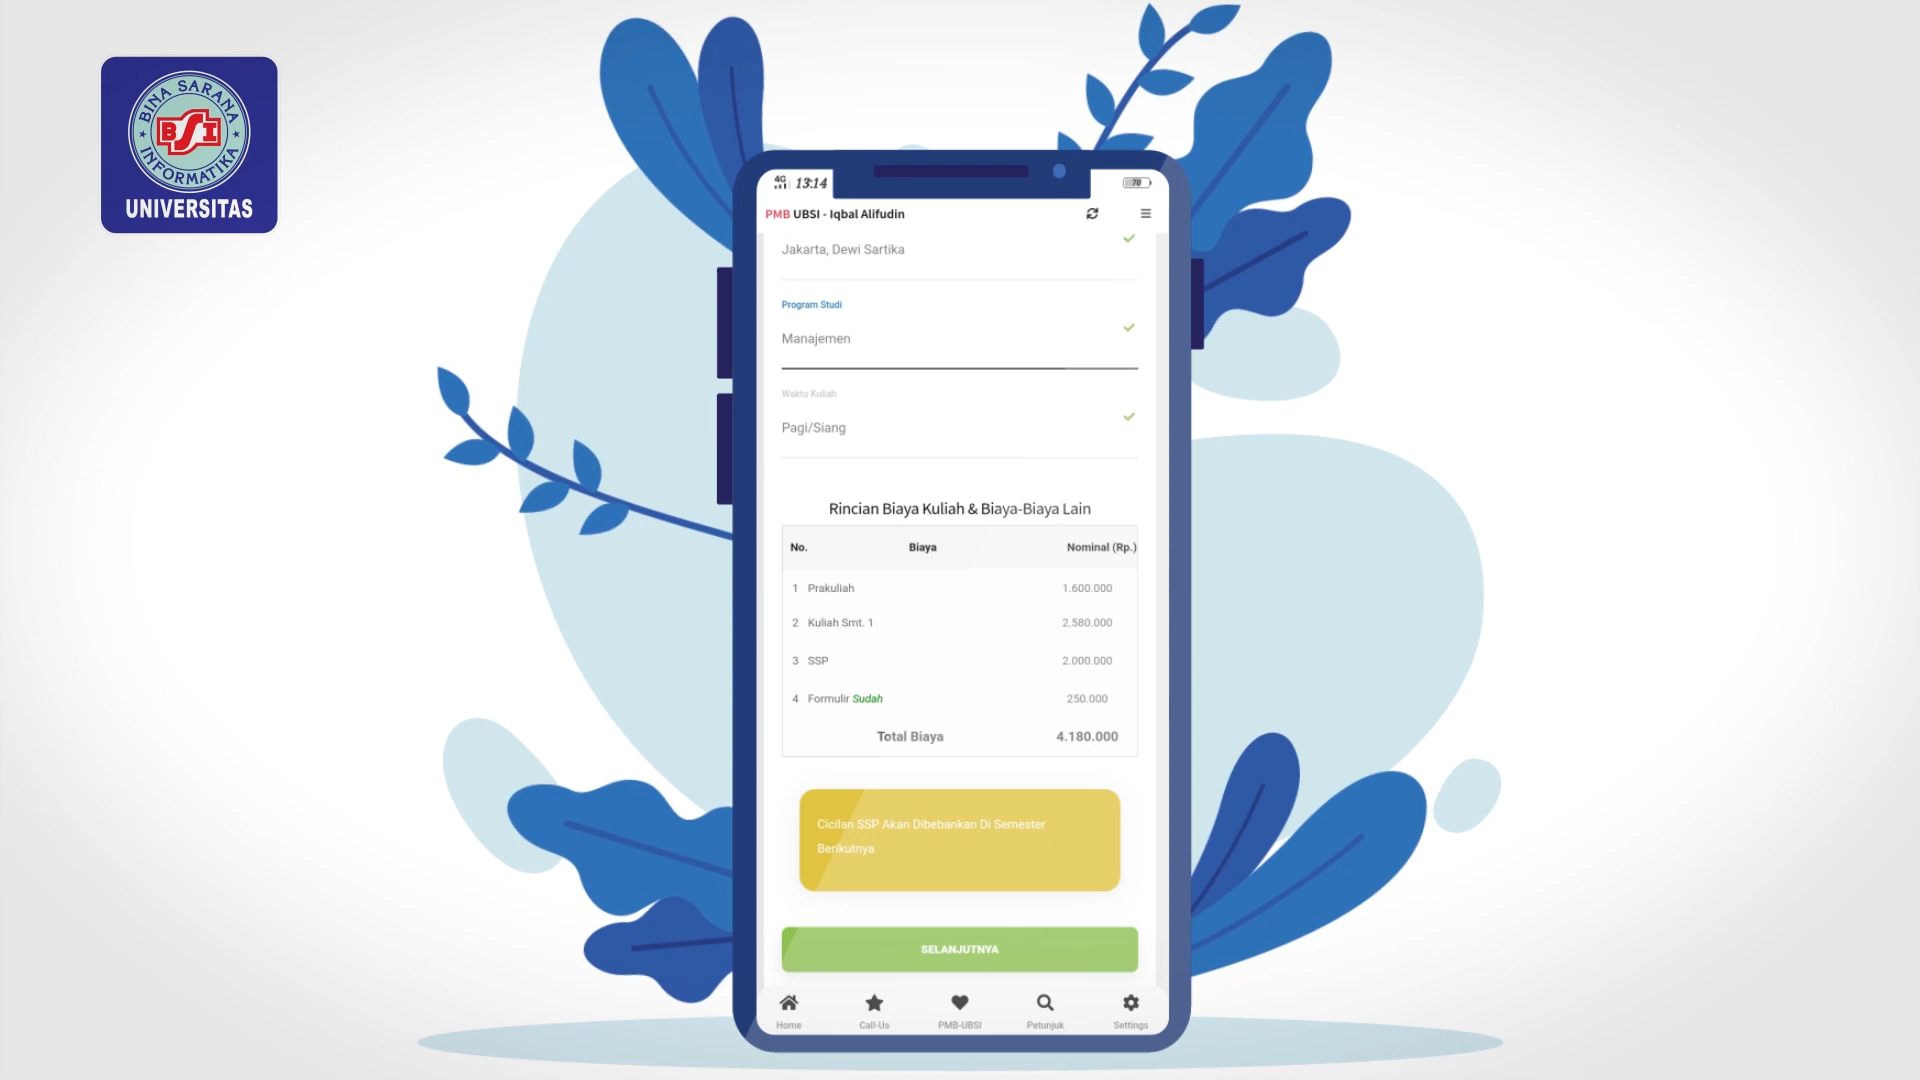 BINA SARANA
BSI
INFORMATIKA
UNIVERSITAS
4G 13:14
70
PMB UBSI - Iqbal Alifudin
Jakarta, Dewi Sartika
Program Studi
Manajemen
Waktu Kuliah
Pagi/Siang
Rincian Biaya Kuliah & Biaya-Biaya Lain
No. Biaya Nominal (Rp.)
1 Prakuliah 1.600.000
2 Kuliah Smt. 1 2.580.000
3 SSP 2.000.000
4 Formulir Sudah 250.000
Total Biaya 4.180.000
Cicilan SSP Akan Dibebankan Di Semester
Berikutnya
SELANJUTNYA
Home Call-Us PMB-UBSI Petunjuk Settings